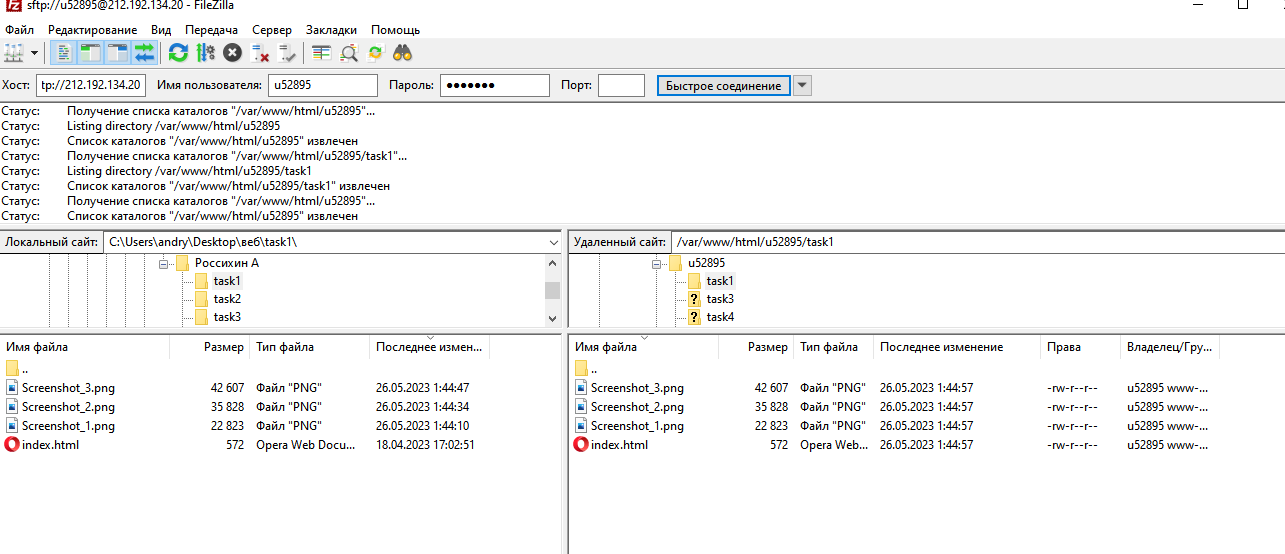 sftp://u52895@212.192.134.20 - FileZilla
Файл Редактирование Вид Передача Сервер Закладки Помощь
Хост: tp://212.192.134.20 Имя пользователя: u52895 Пароль: ●●●●●●● Порт: Быстрое соединение
Статус: Получение списка каталогов "/var/www/html/u52895"...
Статус: Listing directory /var/www/html/u52895
Статус: Список каталогов "/var/www/html/u52895" извлечен
Статус: Получение списка каталогов "/var/www/html/u52895/task1"...
Статус: Listing directory /var/www/html/u52895/task1
Статус: Список каталогов "/var/www/html/u52895/task1" извлечен
Статус: Получение списка каталогов "/var/www/html/u52895"...
Статус: Список каталогов "/var/www/html/u52895" извлечен
Локальный сайт: C:\Users\andry\Desktop\веб\task1\
Россихин А
task1
task2
task3
Имя файла Размер Тип файла Последнее измен...
..
Screenshot_3.png 42 607 Файл "PNG" 26.05.2023 1:44:47
Screenshot_2.png 35 828 Файл "PNG" 26.05.2023 1:44:34
Screenshot_1.png 22 823 Файл "PNG" 26.05.2023 1:44:10
index.html 572 Opera Web Docu... 18.04.2023 17:02:51
Удаленный сайт: /var/www/html/u52895/task1
u52895
task1
? task3
? task4
Имя файла Размер Тип файла Последнее изменение Права Владелец/Гру...
..
Screenshot_3.png 42 607 Файл "PNG" 26.05.2023 1:44:57 -rw-r--r-- u52895 www-...
Screenshot_2.png 35 828 Файл "PNG" 26.05.2023 1:44:57 -rw-r--r-- u52895 www-...
Screenshot_1.png 22 823 Файл "PNG" 26.05.2023 1:44:57 -rw-r--r-- u52895 www-...
index.html 572 Opera Web... 26.05.2023 1:44:57 -rw-r--r-- u52895 www-...